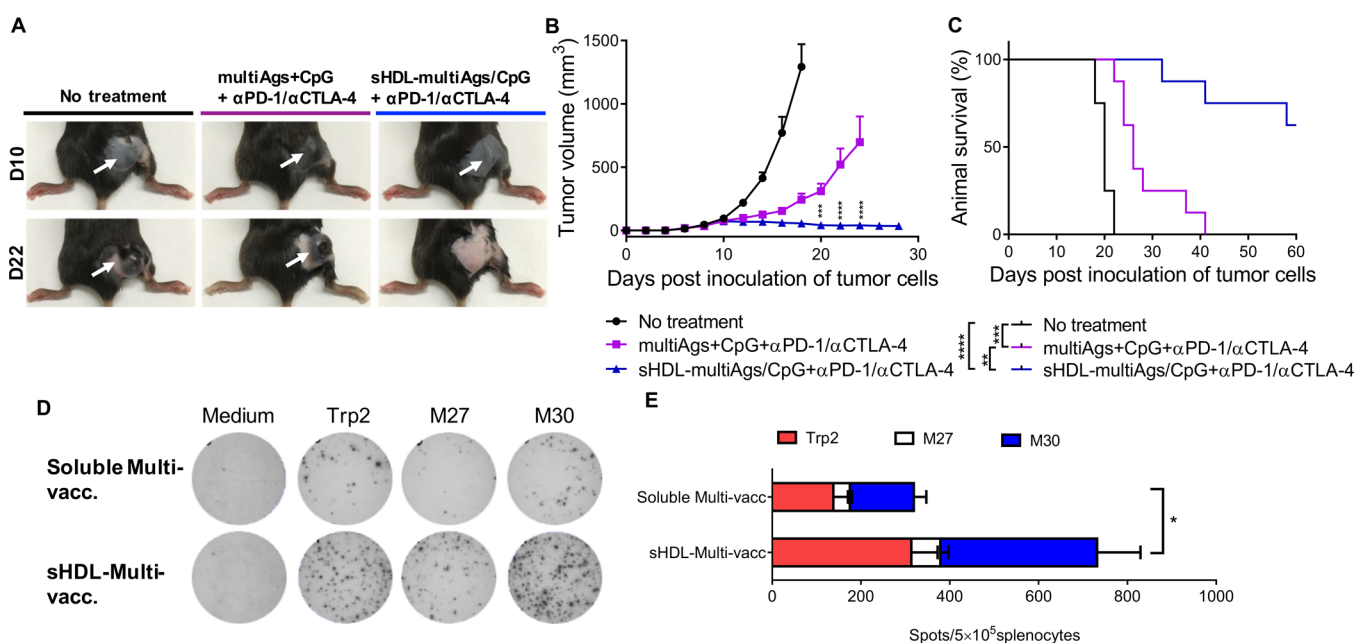 A
No treatment
multiAgs+CpG
+ αPD-1/αCTLA-4
sHDL-multiAgs/CpG
+ αPD-1/αCTLA-4
D10
D22
B
Tumor volume (mm³)
1500
1000
500
0
0 10 20 30
***
****
****
Days post inoculation of tumor cells
No treatment
multiAgs+CpG+αPD-1/αCTLA-4
sHDL-multiAgs/CpG+αPD-1/αCTLA-4
C
Animal survival (%)
100
50
0
0 10 20 30 40 50 60
Days post inoculation of tumor cells
****
**
***
No treatment
multiAgs+CpG+αPD-1/αCTLA-4
sHDL-multiAgs/CpG+αPD-1/αCTLA-4
D
Medium Trp2 M27 M30
Soluble Multi-
vacc.
sHDL-Multi-
vacc.
E
Trp2 M27 M30
Soluble Multi-vacc
sHDL-Multi-vacc
*
0 200 400 600 800 1000
Spots/5×10⁵splenocytes